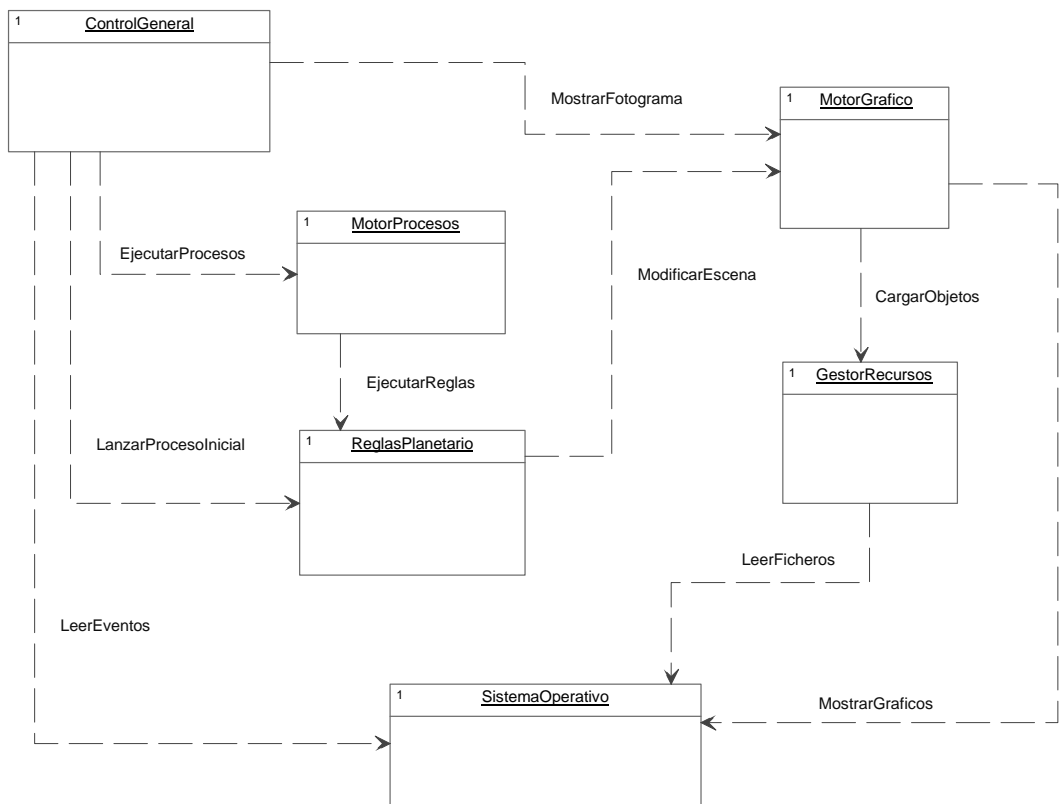 1 ControlGeneral
MostrarFotograma
1 MotorGrafico
1 MotorProcesos
EjecutarProcesos
ModificarEscena
CargarObjetos
EjecutarReglas
1 GestorRecursos
LanzarProcesoInicial
1 ReglasPlanetario
LeerFicheros
LeerEventos
1 SistemaOperativo
MostrarGraficos